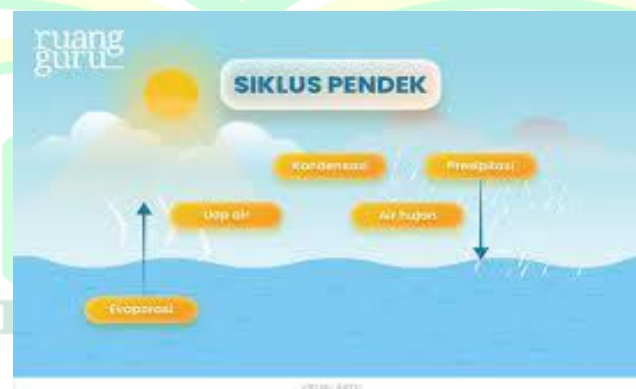 ruang
guru
SIKLUS PENDEK
Kondensasi
Presipitasi
Uap air
Air hujan
Evaporasi